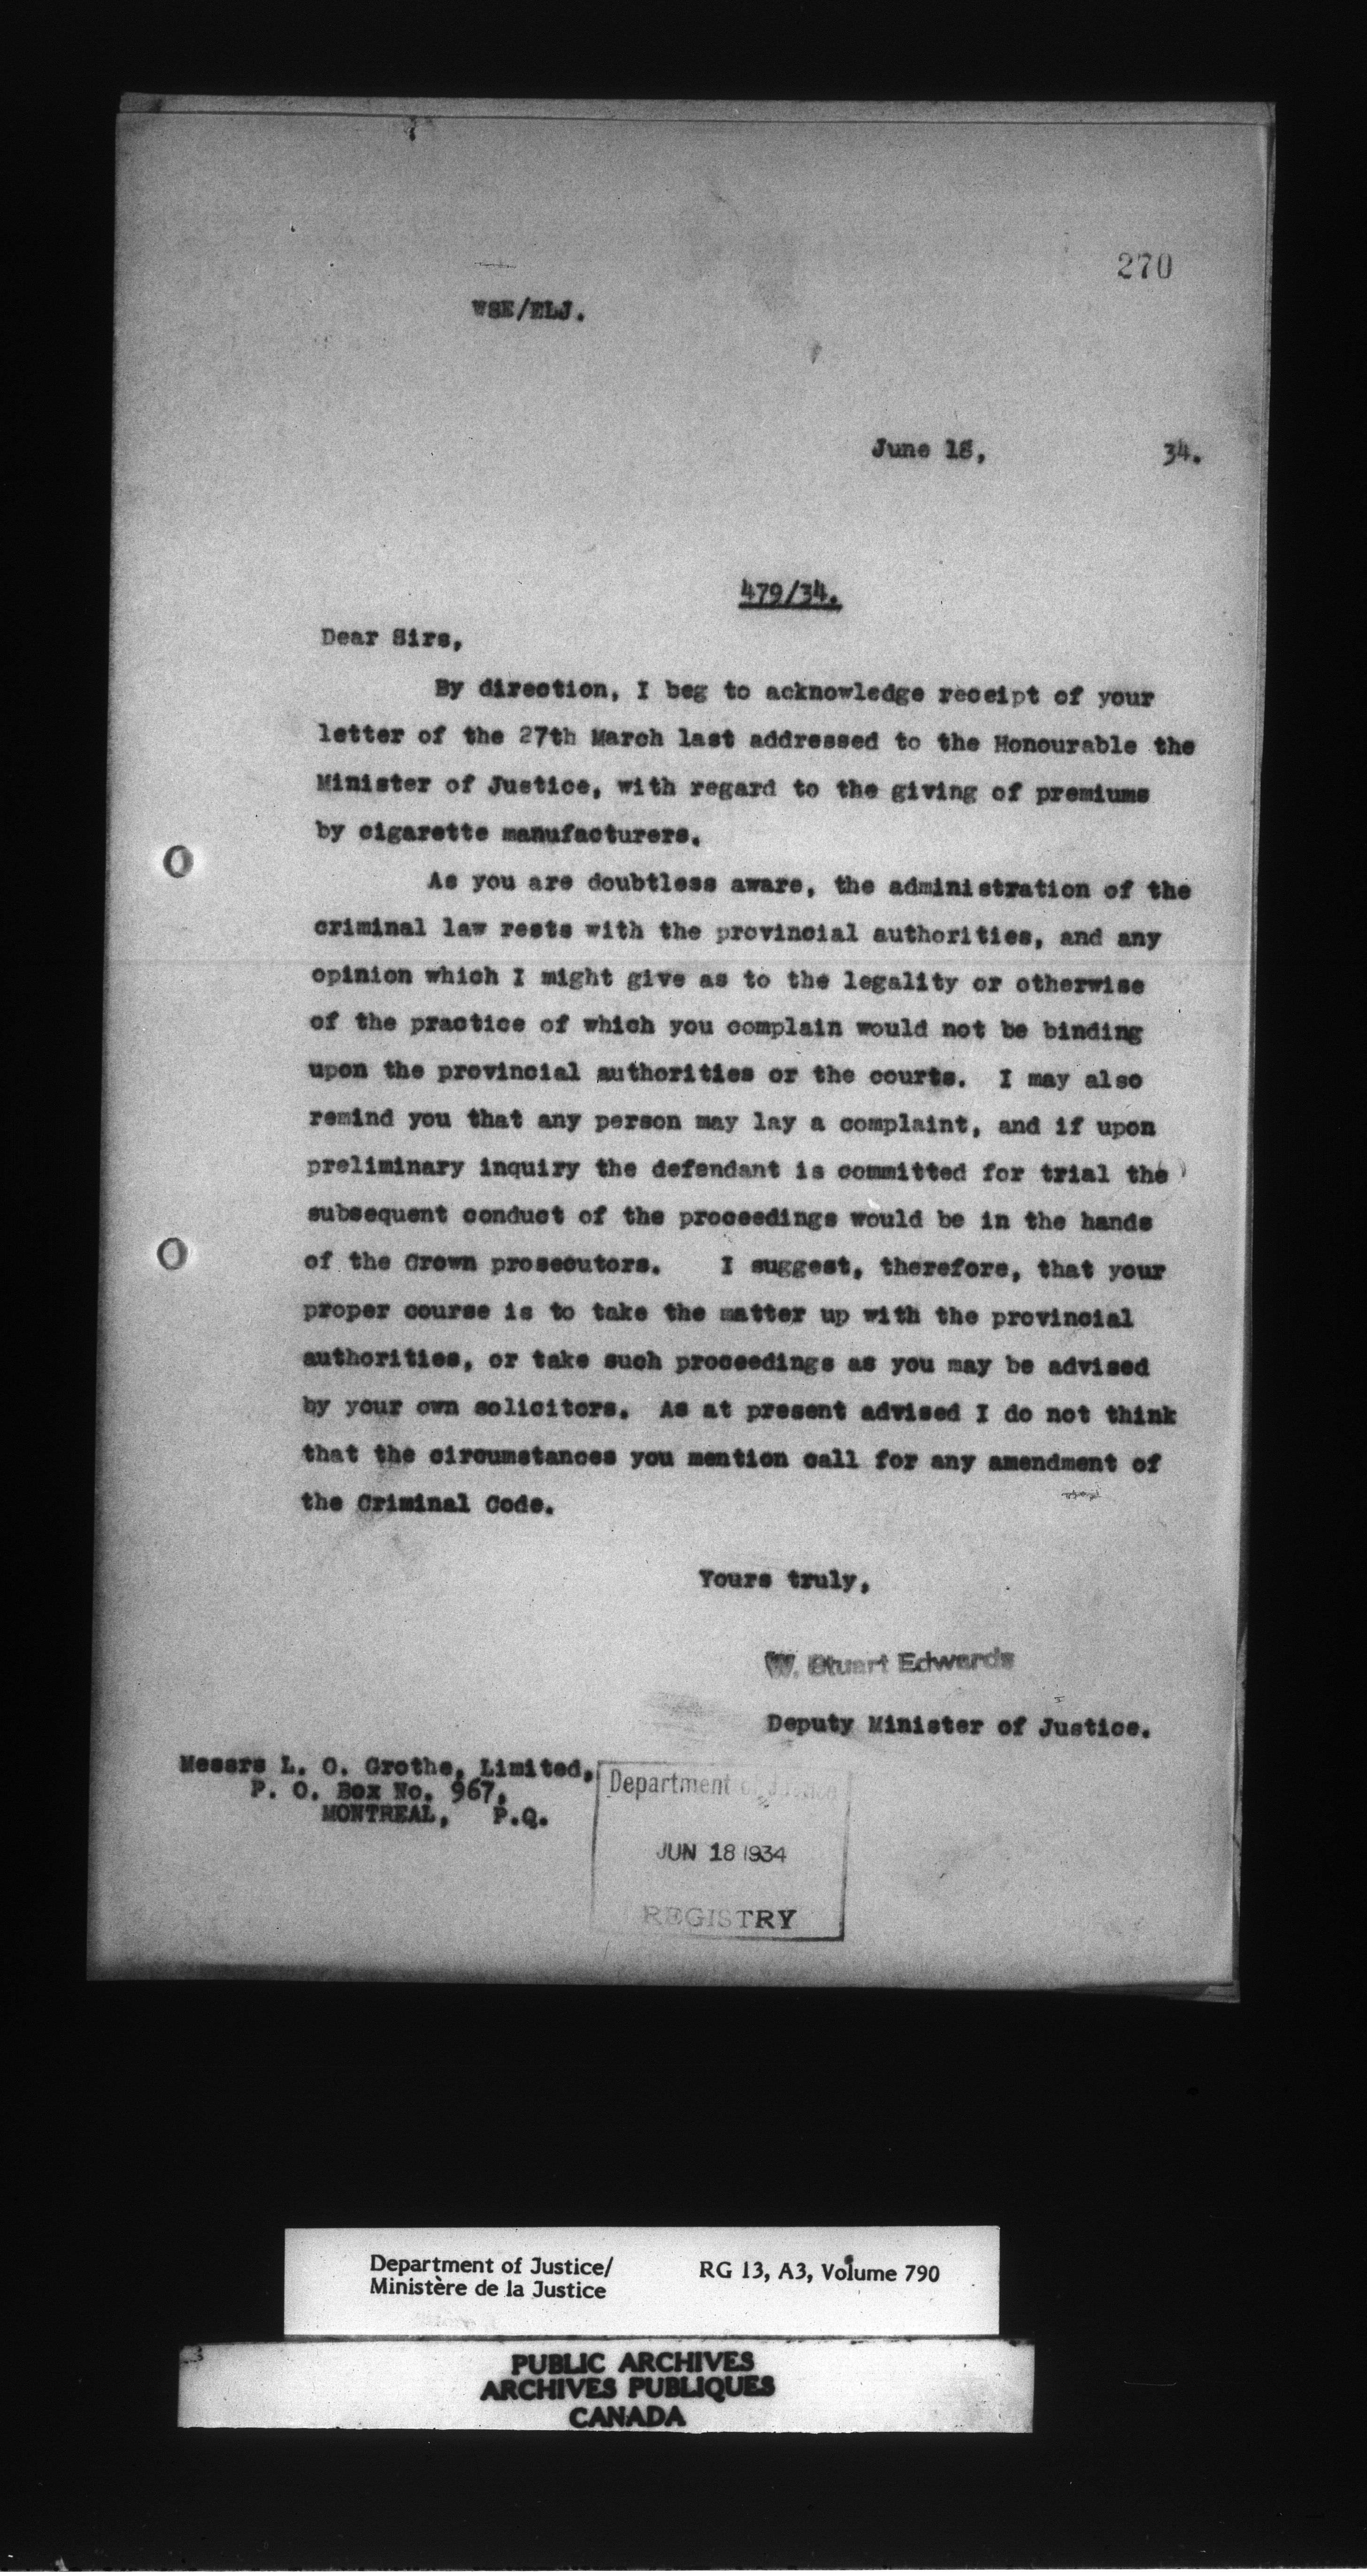 270
WSE/ELJ.
June 18, 34.
479/34.
Dear Sirs,
By direction, I beg to acknowledge receipt of your
letter of the 27th March last addressed to the Honourable the
Minister of Justice, with regard to the giving of premiums
by cigarette manufacturers.
As you are doubtless aware, the administration of the
criminal law rests with the provincial authorities, and any
opinion which I might give as to the legality or otherwise
of the practice of which you complain would not be binding
upon the provincial authorities or the courts. I may also
remind you that any person may lay a complaint, and if upon
preliminary inquiry the defendant is committed for trial the
subsequent conduct of the proceedings would be in the hands
of the Crown prosecutors. I suggest, therefore, that your
proper course is to take the matter up with the provincial
authorities, or take such proceedings as you may be advised
by your own solicitors. As at present advised I do not think
that the circumstances you mention call for any amendment of
the Criminal Code.
Yours truly,
W. Stuart Edwards
Deputy Minister of Justice.
Messrs L. O. Grothe, Limited,
P. O. Box No. 967,
MONTREAL, P.Q.
Department of Justice
JUN 18 1934
REGISTRY
Department of Justice/ RG 13, A3, Volume 790
Ministère de la Justice
PUBLIC ARCHIVES
ARCHIVES PUBLIQUES
CANADA